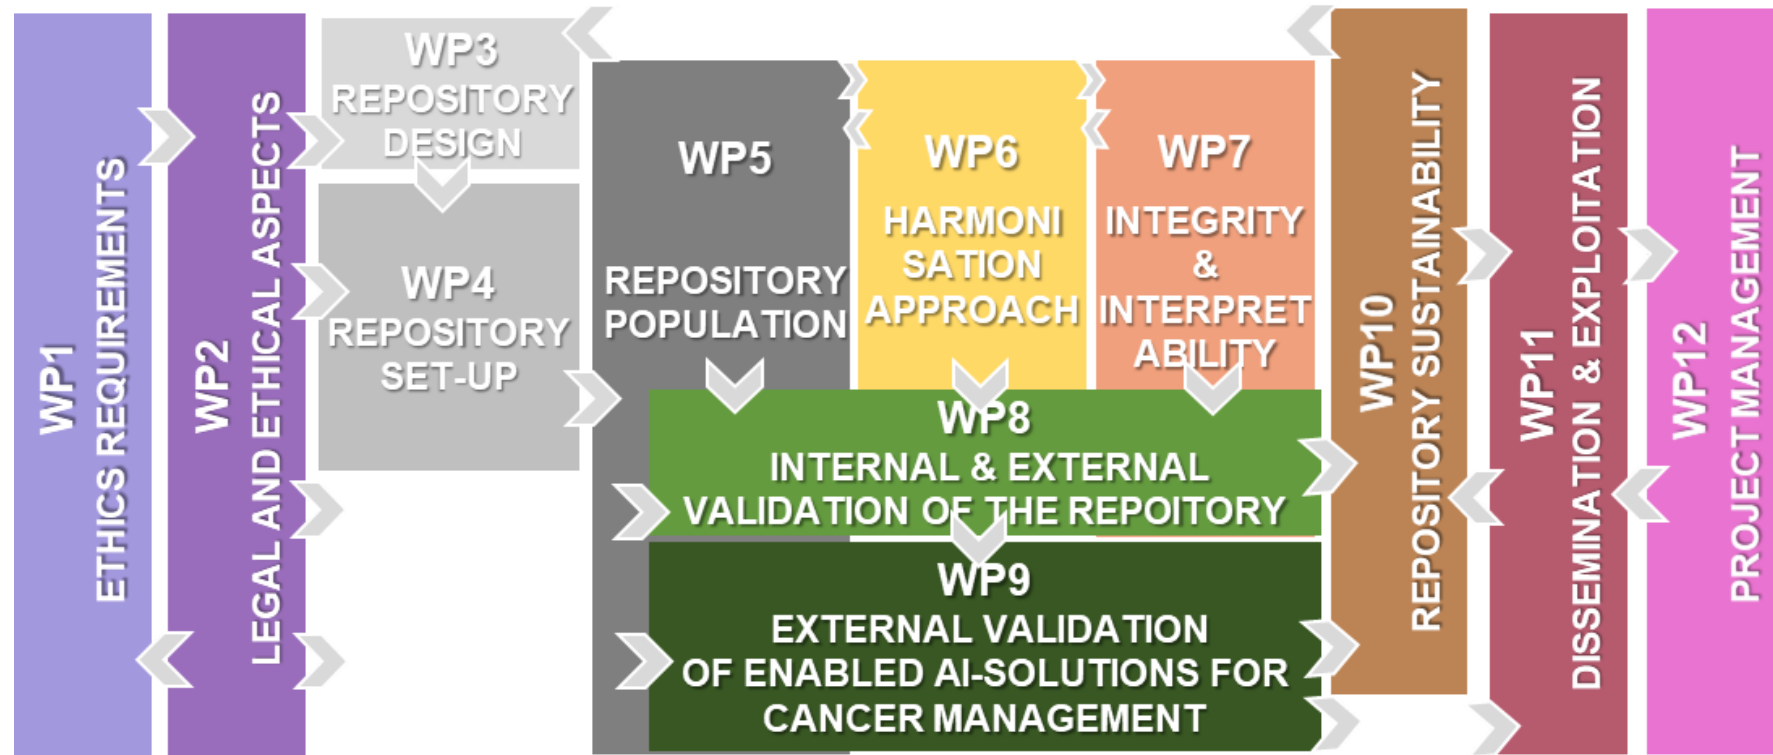 WP1
ETHICS REQUIREMENTS
WP2
LEGAL AND ETHICAL ASPECTS
WP3
REPOSITORY
DESIGN
WP4
REPOSITORY
SET-UP
WP5
REPOSITORY
POPULATION
WP6
HARMONI
SATION
APPROACH
WP7
INTEGRITY
&
INTERPRET
ABILITY
WP8
INTERNAL & EXTERNAL
VALIDATION OF THE REPOITORY
WP9
EXTERNAL VALIDATION
OF ENABLED AI-SOLUTIONS FOR
CANCER MANAGEMENT
WP10
REPOSITORY SUSTAINABILITY
WP11
DISSEMINATION & EXPLOITATION
WP12
PROJECT MANAGEMENT